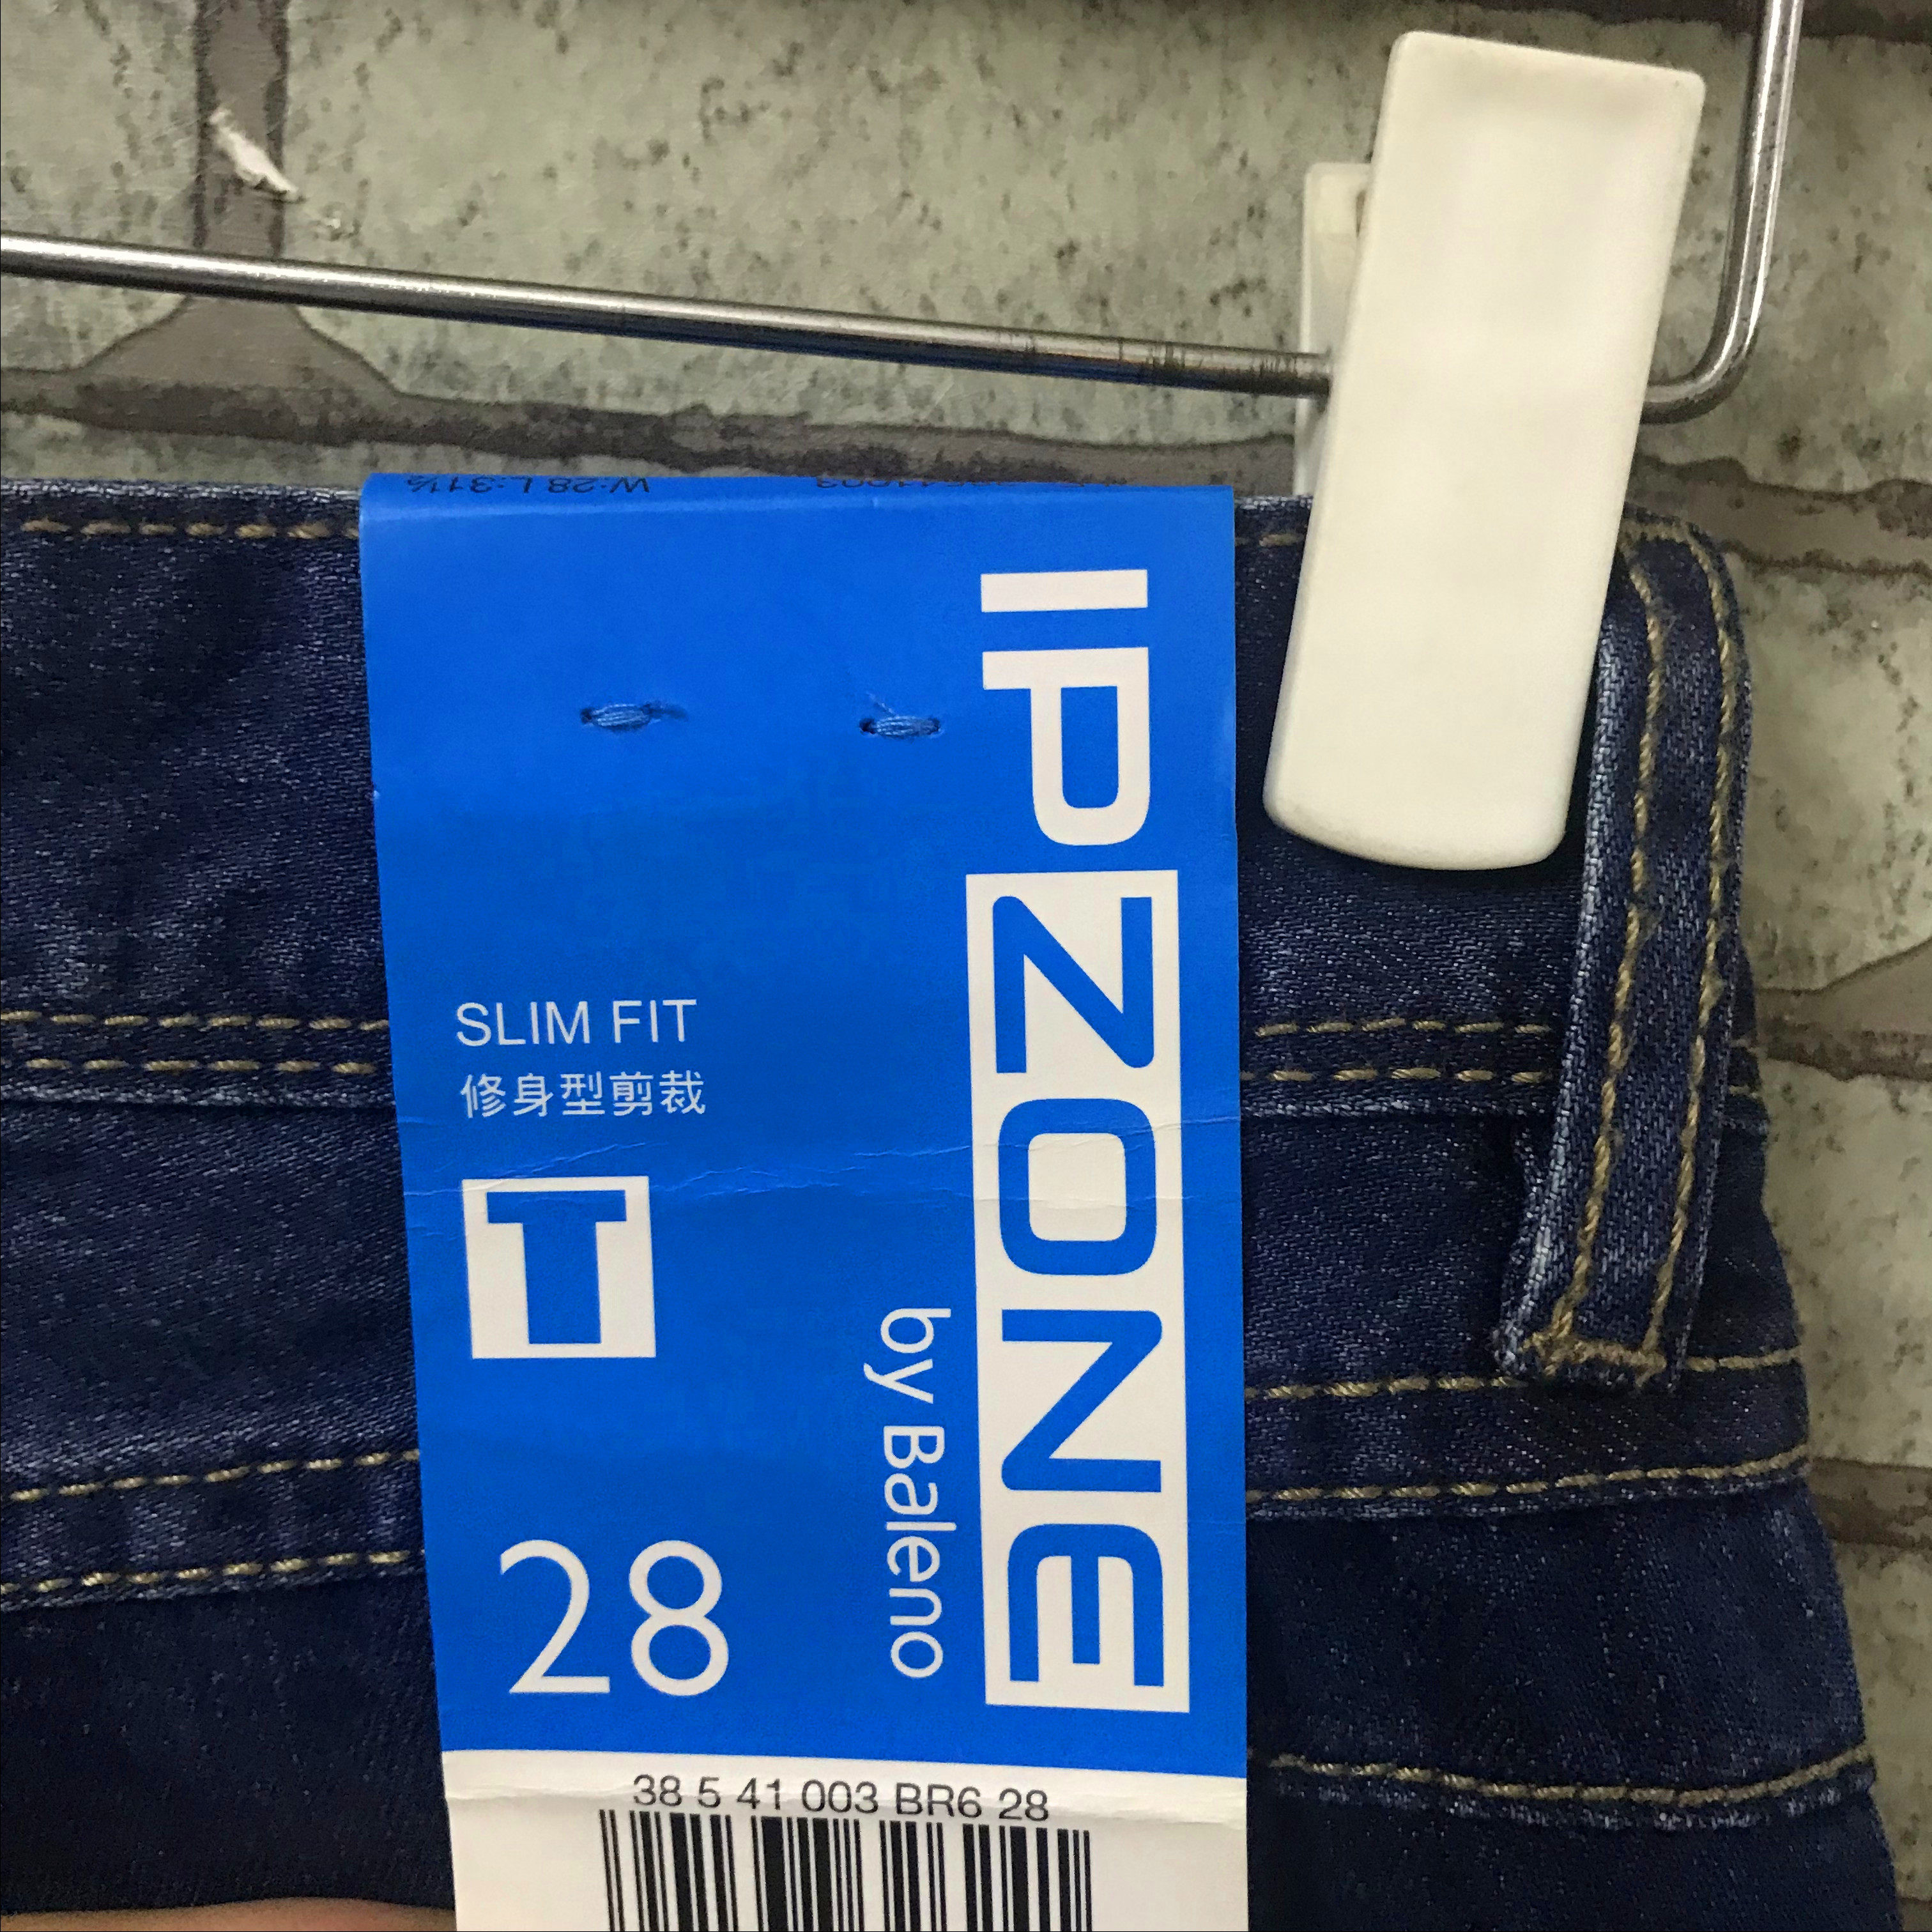 W:28 L:31½
IPZONE
by Baleno
SLIM FIT
修身型剪裁
T
28
38 5 41 003 BR6 28